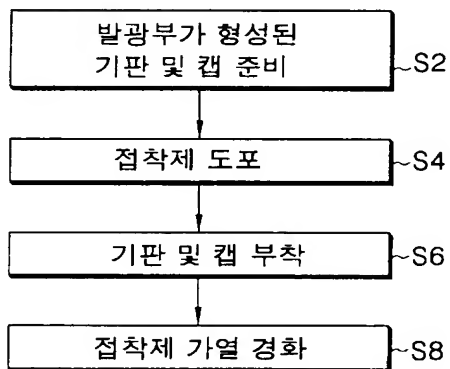 발광부가 형성된
기판 및 캡 준비
S2
접착제 도포
S4
기판 및 캡 부착
S6
접착제 가열 경화
S8